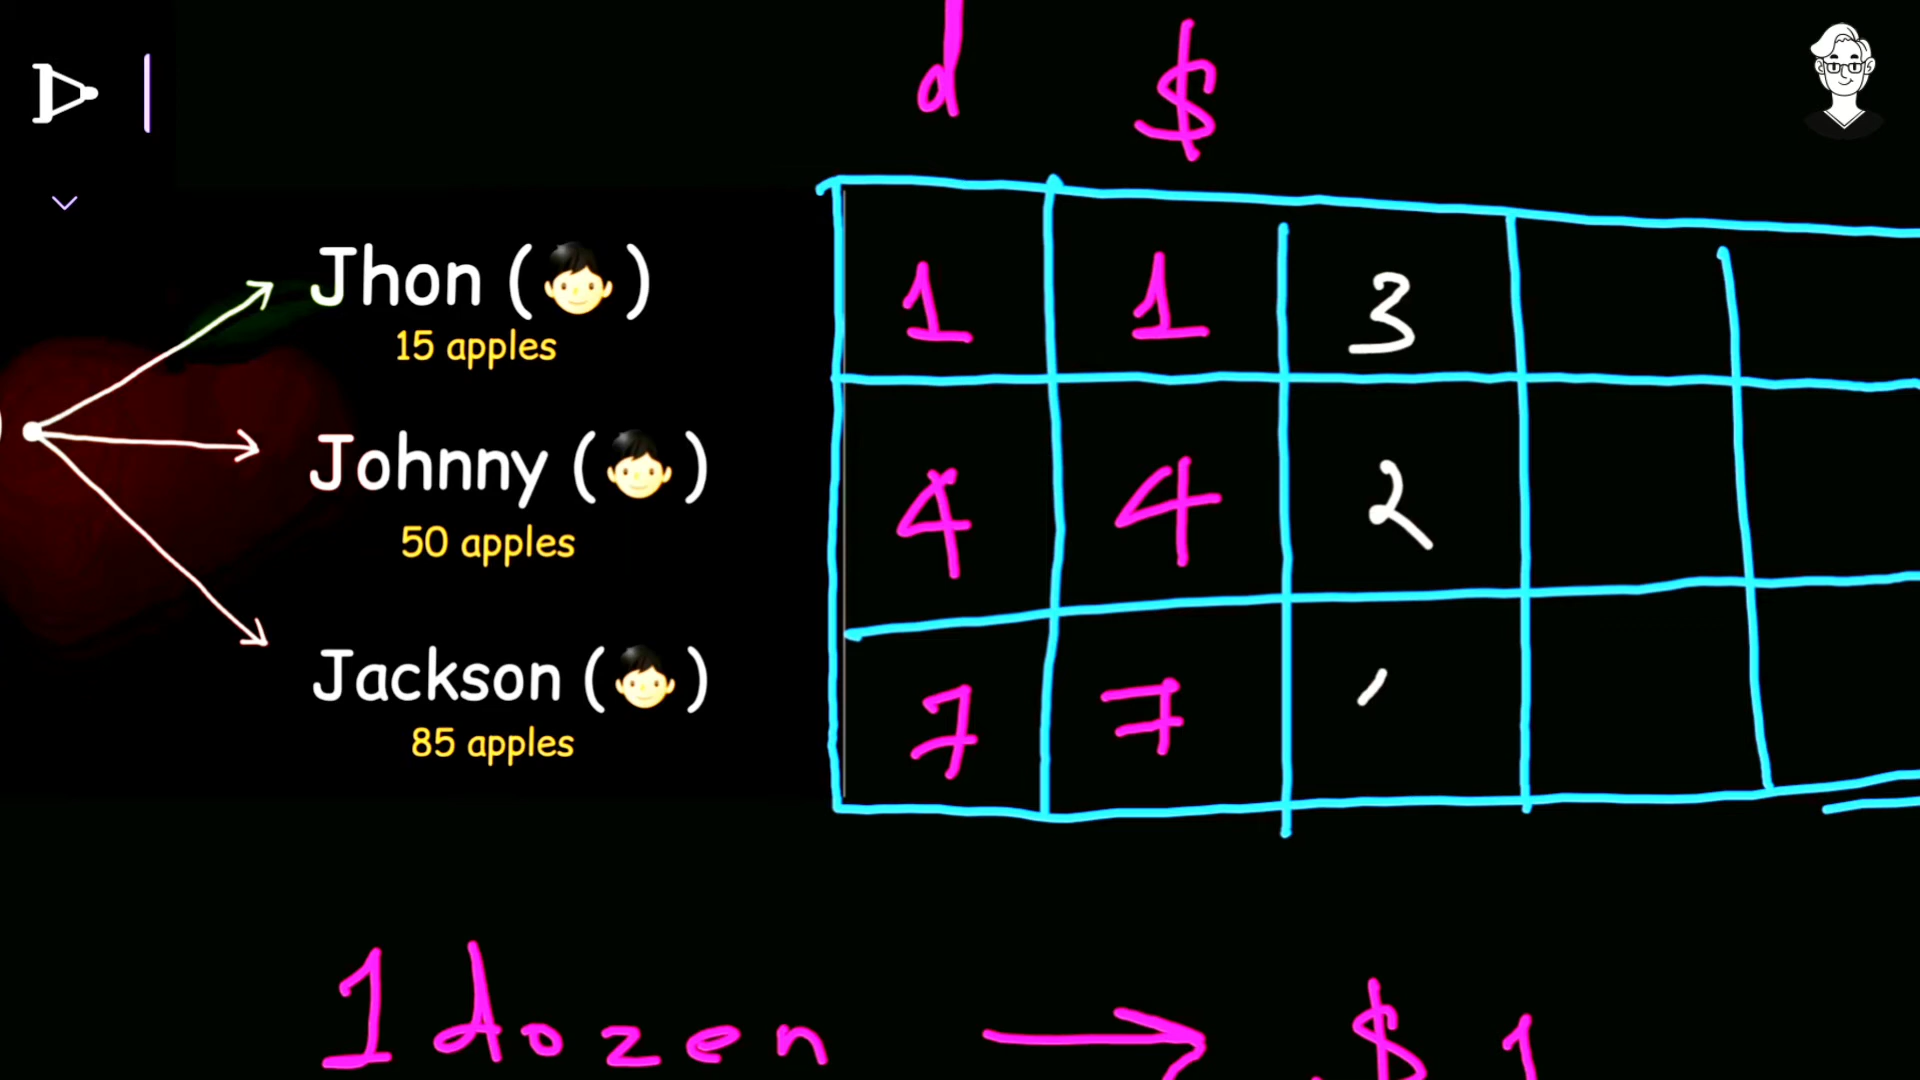 d $
Jhon ( ) 1 1 3
15 apples
Johnny ( ) 4 4 2
50 apples
Jackson ( ) 7 7
85 apples
1 dozen → $ 1